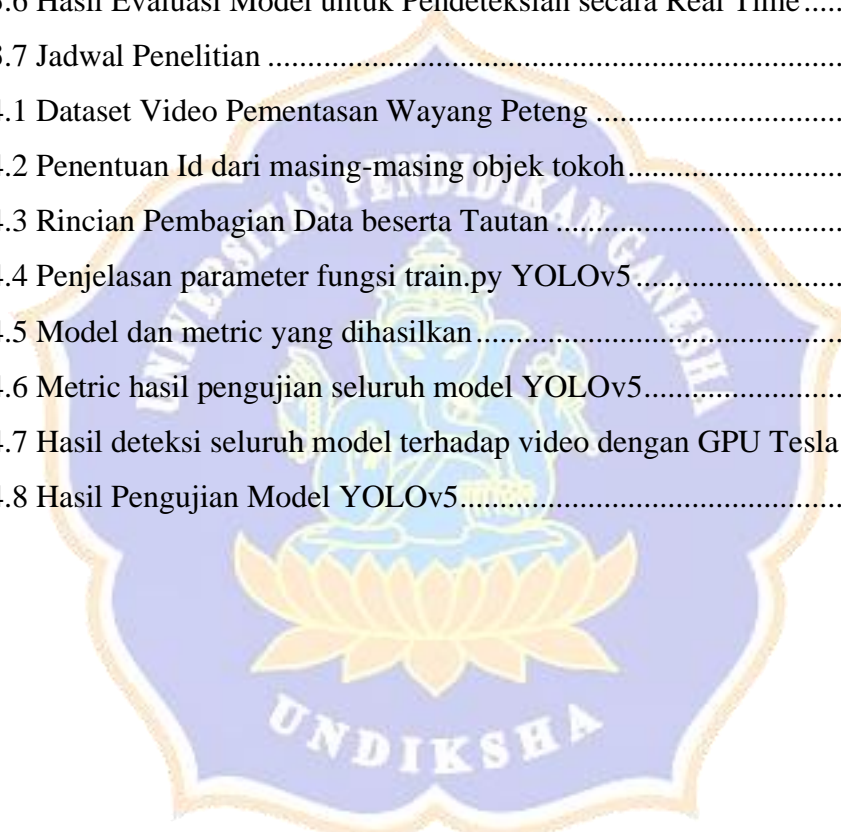 3.6 Hasil Evaluasi Model untuk Pendeteksian secara Real Time.....
3.7 Jadwal Penelitian ..........................................................................
4.1 Dataset Video Pementasan Wayang Peteng ................................
4.2 Penentuan Id dari masing-masing objek tokoh............................
4.3 Rincian Pembagian Data beserta Tautan .....................................
4.4 Penjelasan parameter fungsi train.py YOLOv5...........................
4.5 Model dan metric yang dihasilkan...............................................
4.6 Metric hasil pengujian seluruh model YOLOv5..........................
4.7 Hasil deteksi seluruh model terhadap video dengan GPU Tesla
4.8 Hasil Pengujian Model YOLOv5.................................................
UNIVERSITAS PENDIDIKAN GANESHA
UNDIKSHA